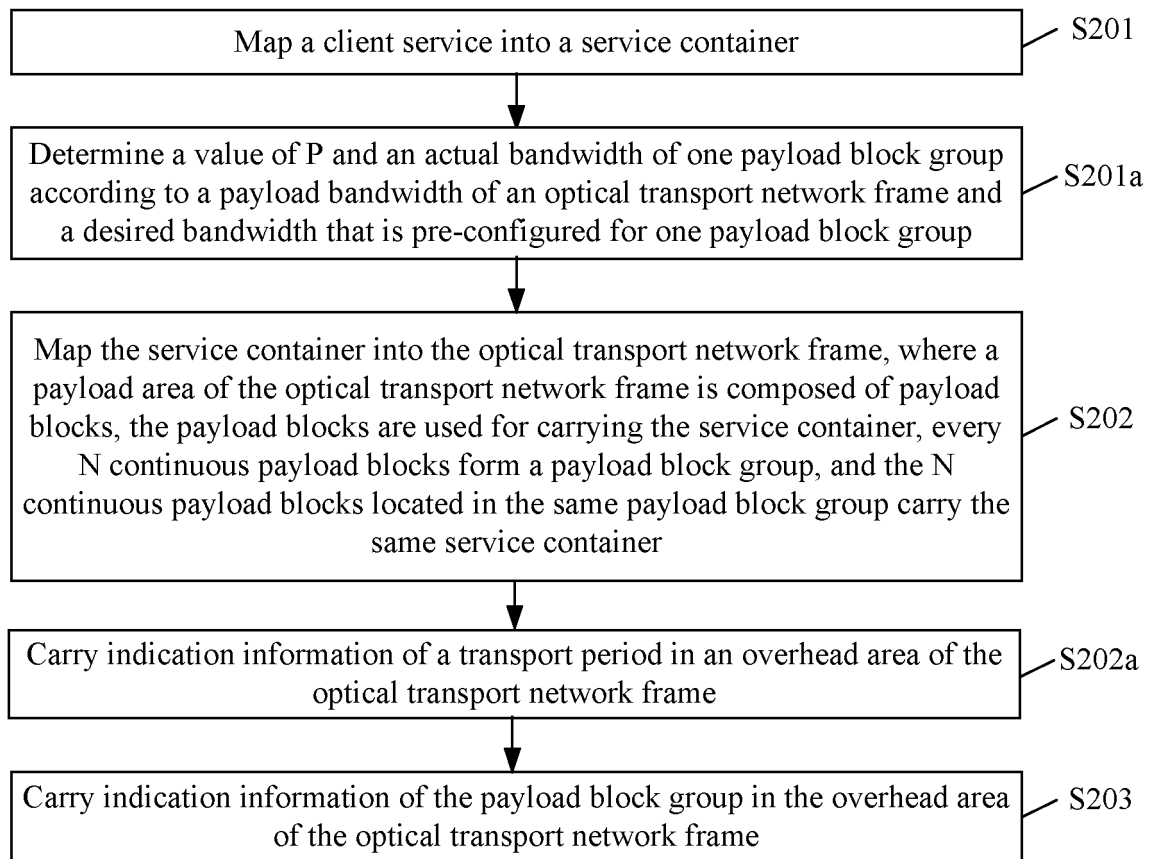 Map a client service into a service container
S201
Determine a value of P and an actual bandwidth of one payload block group
according to a payload bandwidth of an optical transport network frame and
a desired bandwidth that is pre-configured for one payload block group
S201a
Map the service container into the optical transport network frame, where a
payload area of the optical transport network frame is composed of payload
blocks, the payload blocks are used for carrying the service container, every
N continuous payload blocks form a payload block group, and the N
continuous payload blocks located in the same payload block group carry the
same service container
S202
Carry indication information of a transport period in an overhead area of the
optical transport network frame
S202a
Carry indication information of the payload block group in the overhead area
of the optical transport network frame
S203